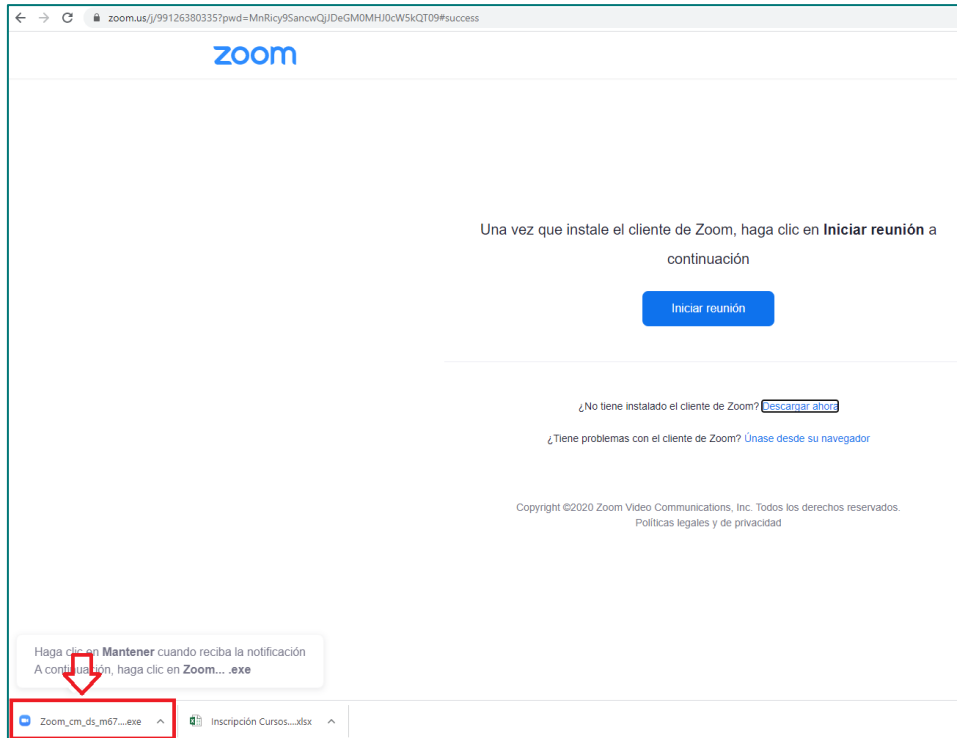 zoom.us/j/99126380335?pwd=MnRicy9SancwQjJDeGM0MHJ0cW5kQT09#success
zoom
Una vez que instale el cliente de Zoom, haga clic en Iniciar reunión a
continuación
Iniciar reunión
¿No tiene instalado el cliente de Zoom? Descargar ahora
¿Tiene problemas con el cliente de Zoom? Únase desde su navegador
Copyright ©2020 Zoom Video Communications, Inc. Todos los derechos reservados.
Políticas legales y de privacidad
Haga clic en Mantener cuando reciba la notificación
A continuación, haga clic en Zoom... .exe
Zoom_cm_ds_m67....exe
Inscripción Cursos....xlsx